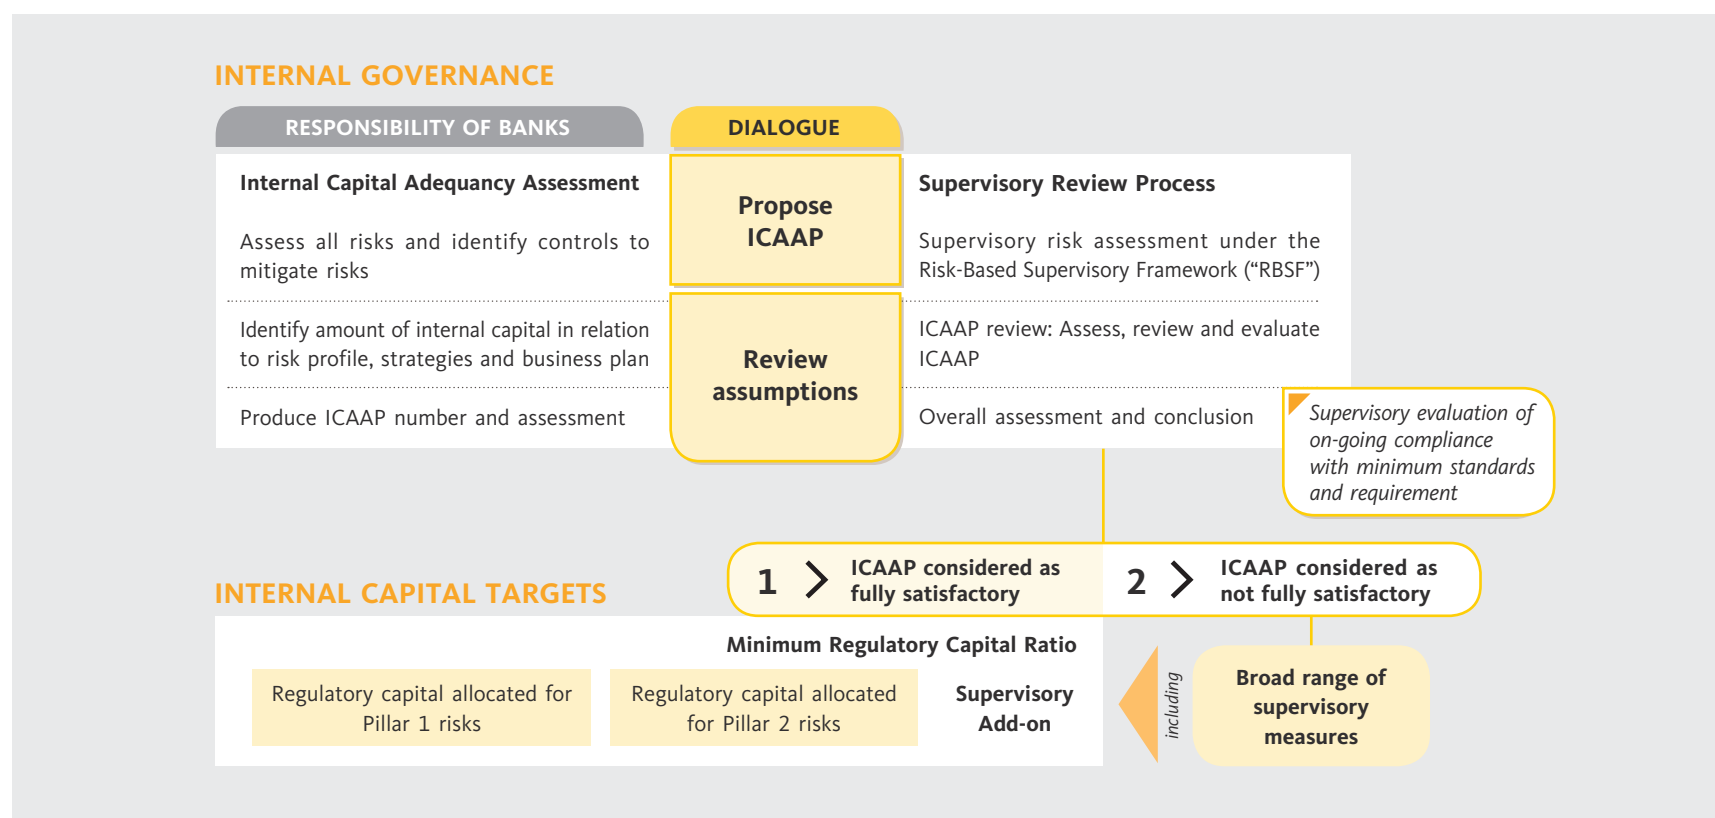 INTERNAL GOVERNANCE
RESPONSIBILITY OF BANKS
DIALOGUE
Internal Capital Adequacy Assessment
Assess all risks and identify controls to
mitigate risks
Identify amount of internal capital in relation
to risk profile, strategies and business plan
Produce ICAAP number and assessment
Propose
ICAAP
Review
assumptions
Supervisory Review Process
Supervisory risk assessment under the
Risk-Based Supervisory Framework (“RBSF”)
ICAAP review: Assess, review and evaluate
ICAAP
Overall assessment and conclusion
Supervisory evaluation of
on-going compliance
with minimum standards
and requirement
1 > ICAAP considered as
fully satisfactory
2 > ICAAP considered as
not fully satisfactory
INTERNAL CAPITAL TARGETS
Minimum Regulatory Capital Ratio
Regulatory capital allocated for
Pillar 1 risks
Regulatory capital allocated
for Pillar 2 risks
Supervisory
Add-on
including
Broad range of
supervisory
measures